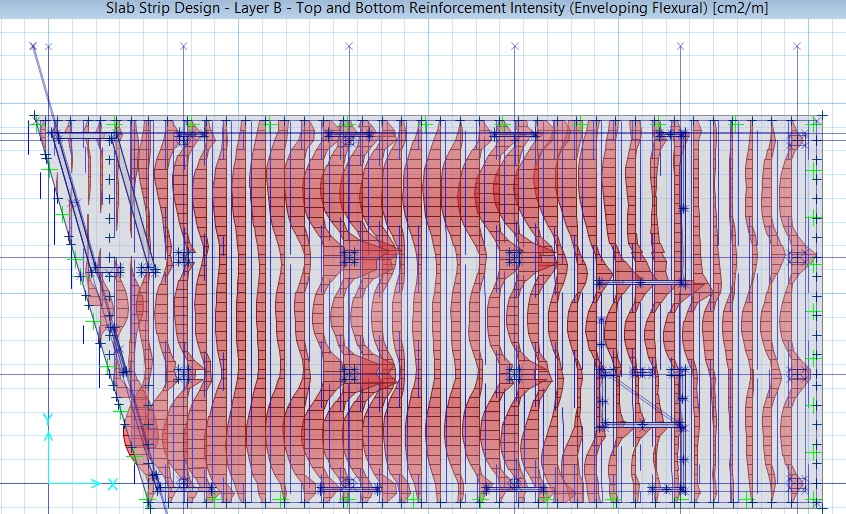 Slab Strip Design - Layer B - Top and Bottom Reinforcement Intensity (Enveloping Flexural) [cm2/m]
Y
X